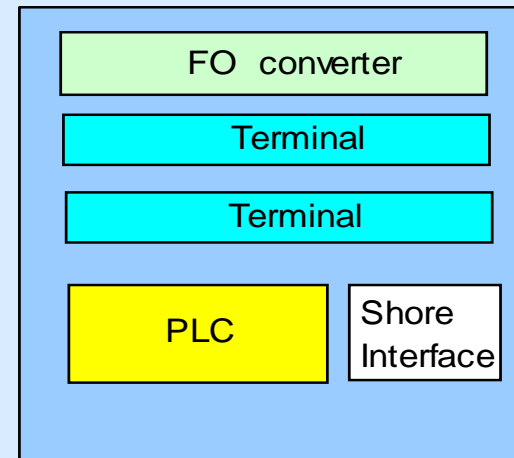 FO converter
Terminal
Terminal
PLC
Shore
Interface